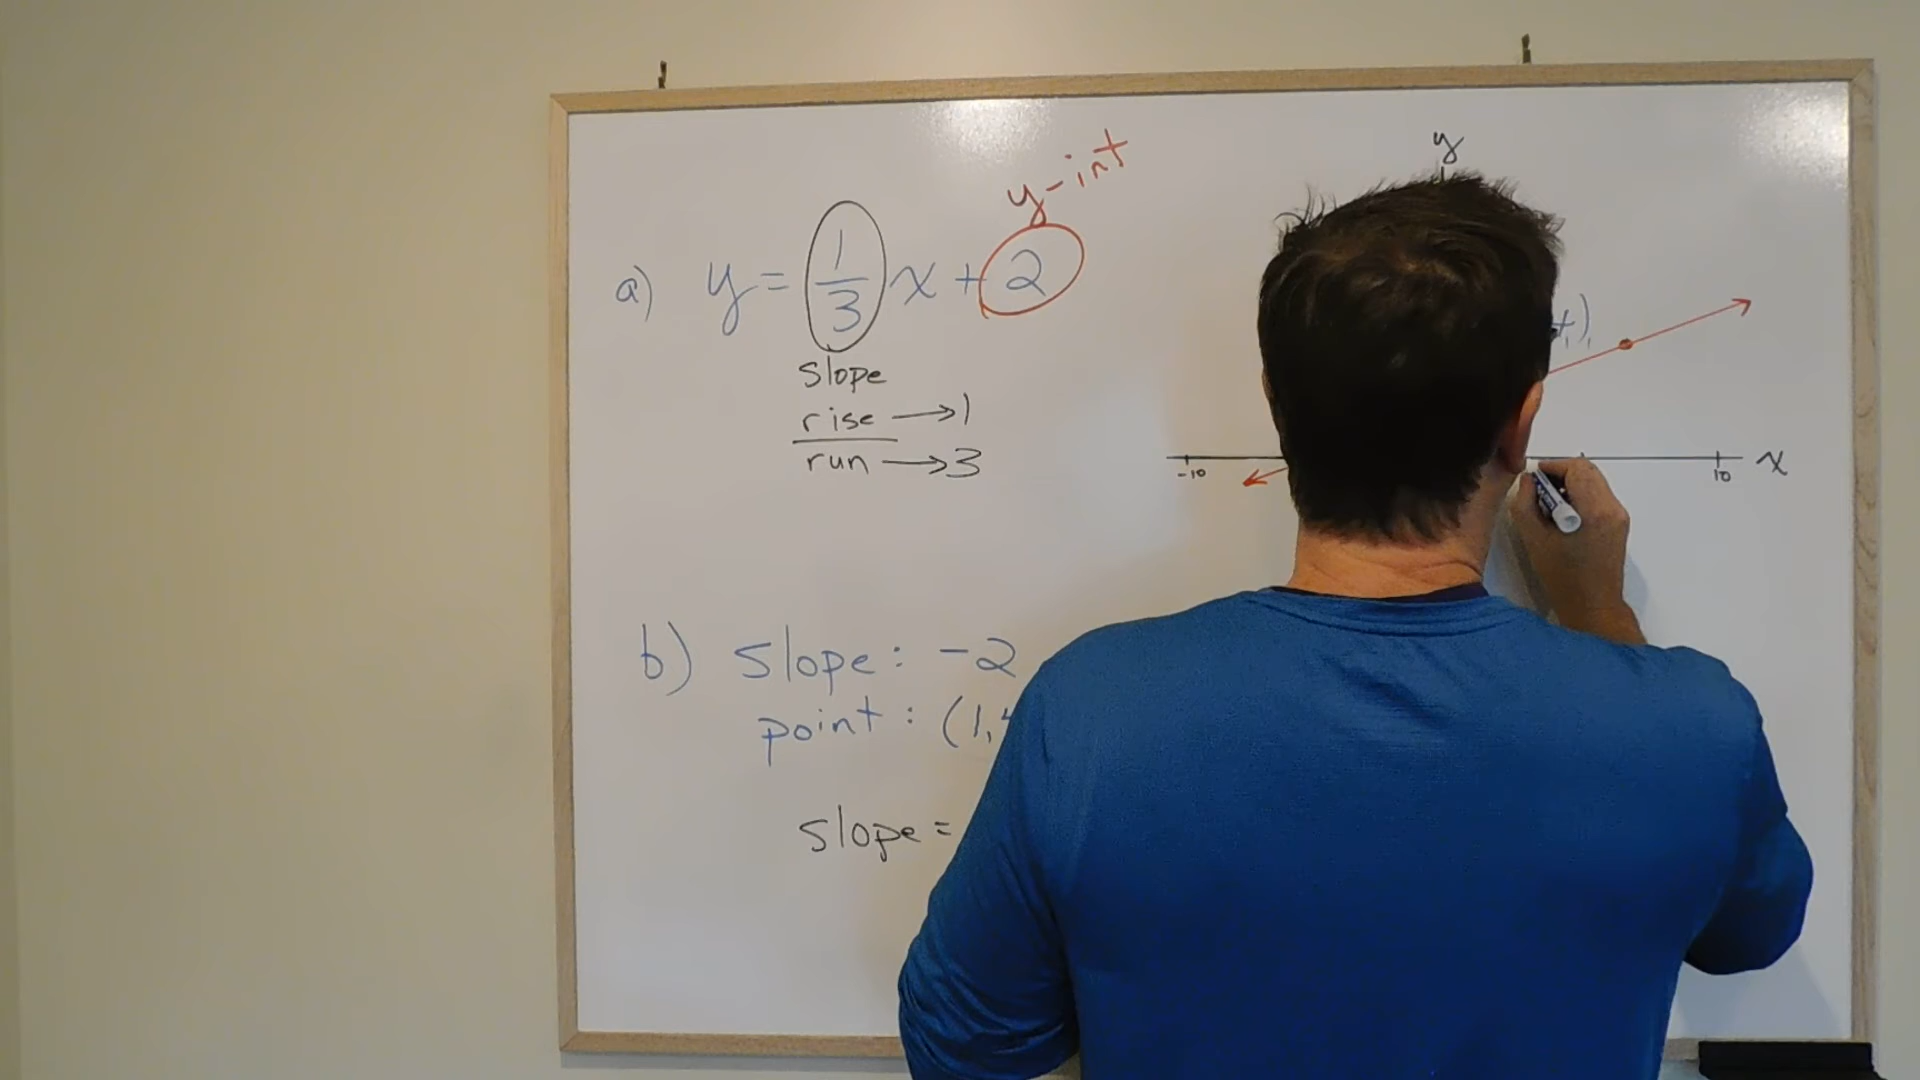 y-int
a) y = 1/3 x + 2
slope
rise → 1
run → 3
b) slope: -2
point: (1,
slope =
y
-10
10
x